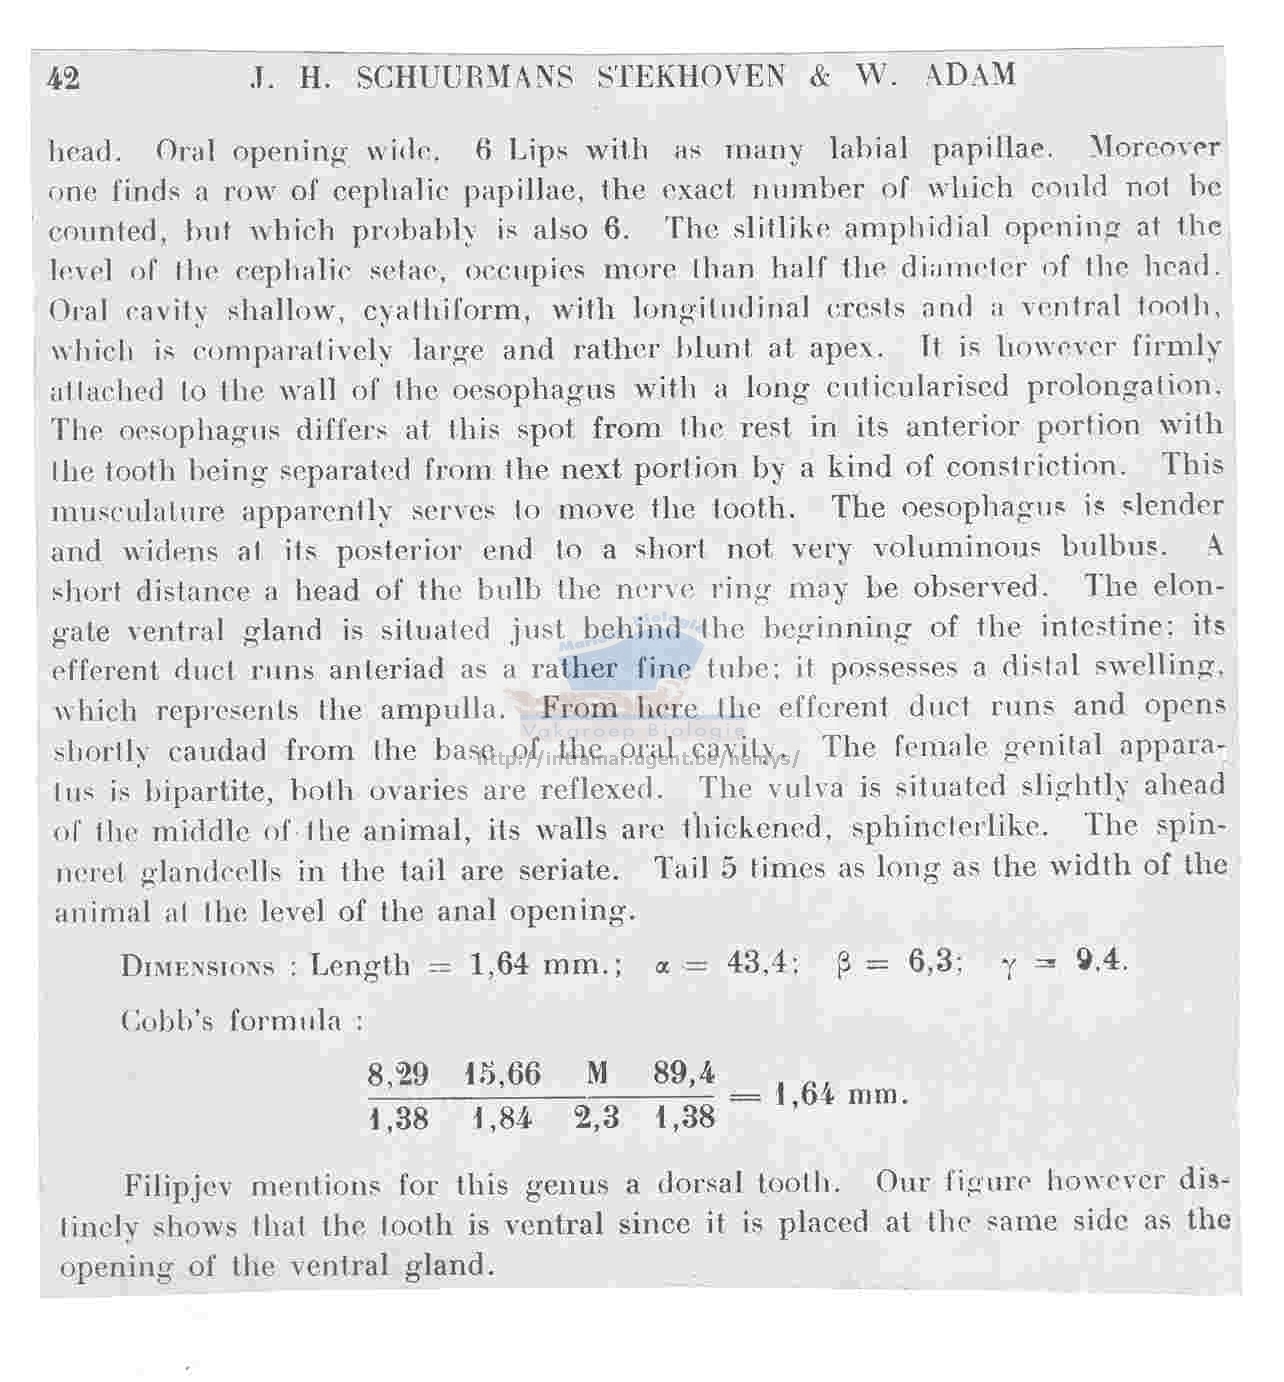 42 J. H. SCHUURMANS STEKHOVEN & W. ADAM
head. Oral opening wide. 6 Lips with as many labial papillae. Moreover
one finds a row of cephalic papillae, the exact number of which could not be
counted, but which probably is also 6. The slitlike amphidial opening at the
level of the cephalic setae, occupies more than half the diameter of the head.
Oral cavity shallow, cyathiform, with longitudinal crests and a ventral tooth,
which is comparatively large and rather blunt at apex. It is however firmly
attached to the wall of the oesophagus with a long cuticularised prolongation.
The oesophagus differs at this spot from the rest in its anterior portion with
the tooth being separated from the next portion by a kind of constriction. This
musculature apparently serves to move the tooth. The oesophagus is slender
and widens at its posterior end to a short not very voluminous bulbus. A
short distance a head of the bulb the nerve ring may be observed. The elon-
gate ventral gland is situated just behind the beginning of the intestine; its
efferent duct runs anteriad as a rather fine tube; it possesses a distal swelling,
which represents the ampulla. From here the efferent duct runs and opens
Vakgroep Biologie
shortly caudad from the base of the oral cavity. The female genital appara-
http://intramar.ugent.be/nemys/
tus is bipartite, both ovaries are reflexed. The vulva is situated slightly ahead
of the middle of the animal, its walls are thickened, sphincterlike. The spin-
neret glandcells in the tail are seriate. Tail 5 times as long as the width of the
animal at the level of the anal opening.
DIMENSIONS : Length = 1,64 mm.; α = 43,4; β = 6,3; γ = 9.4.
Cobb's formula :
8,29 15,66 M 89,4
1,38 1,84 2,3 1,38 = 1,64 mm.
Filipjev mentions for this genus a dorsal tooth. Our figure however dis-
tincly shows that the tooth is ventral since it is placed at the same side as the
opening of the ventral gland.